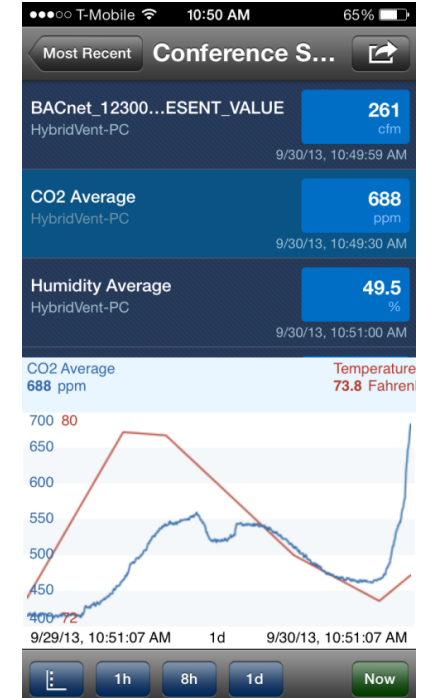 T-Mobile 10:50 AM 65%
Most Recent Conference S...
BACnet_12300...ESENT_VALUE 261
HybridVent-PC cfm
9/30/13, 10:49:59 AM
CO2 Average 688
HybridVent-PC ppm
9/30/13, 10:49:30 AM
Humidity Average 49.5
HybridVent-PC %
9/30/13, 10:51:00 AM
CO2 Average Temperature
688 ppm 73.8 Fahren
700 80
650
600
550
500
450
400 72
9/29/13, 10:51:07 AM 1d 9/30/13, 10:51:07 AM
1h 8h 1d Now